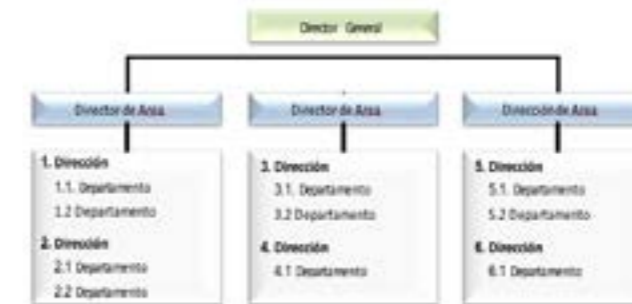 Director General
Director de Area
Director de Area
Dirección de Area
1. Dirección
1.1. Departamento
1.2 Departamento
2. Dirección
2.1 Departamento
2.2 Departamento
3. Dirección
3.1. Departamento
3.2 Departamento
4. Dirección
4.1 Departamento
5. Dirección
5.1. Departamento
5.2 Departamento
6. Dirección
6.1 Departamento